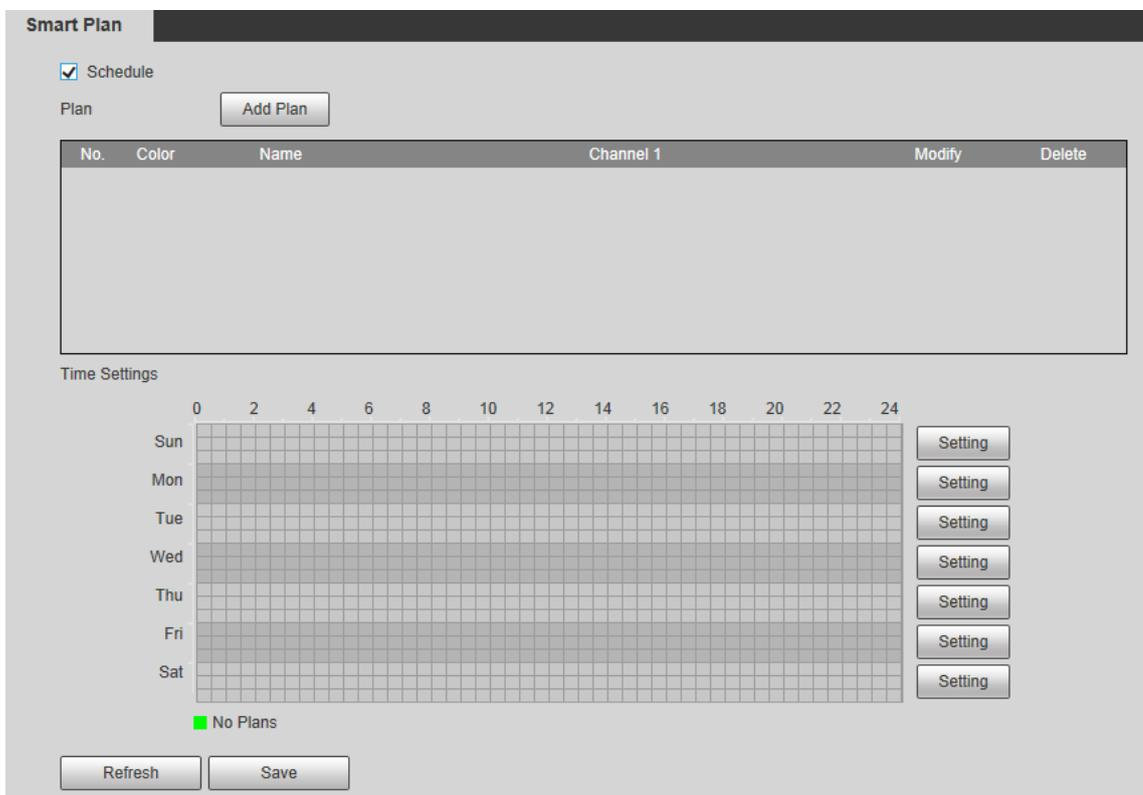 Smart Plan
Schedule
Plan Add Plan
No. Color Name Channel 1 Modify Delete
Time Settings
0 2 4 6 8 10 12 14 16 18 20 22 24
Sun Setting
Mon Setting
Tue Setting
Wed Setting
Thu Setting
Fri Setting
Sat Setting
No Plans
Refresh Save